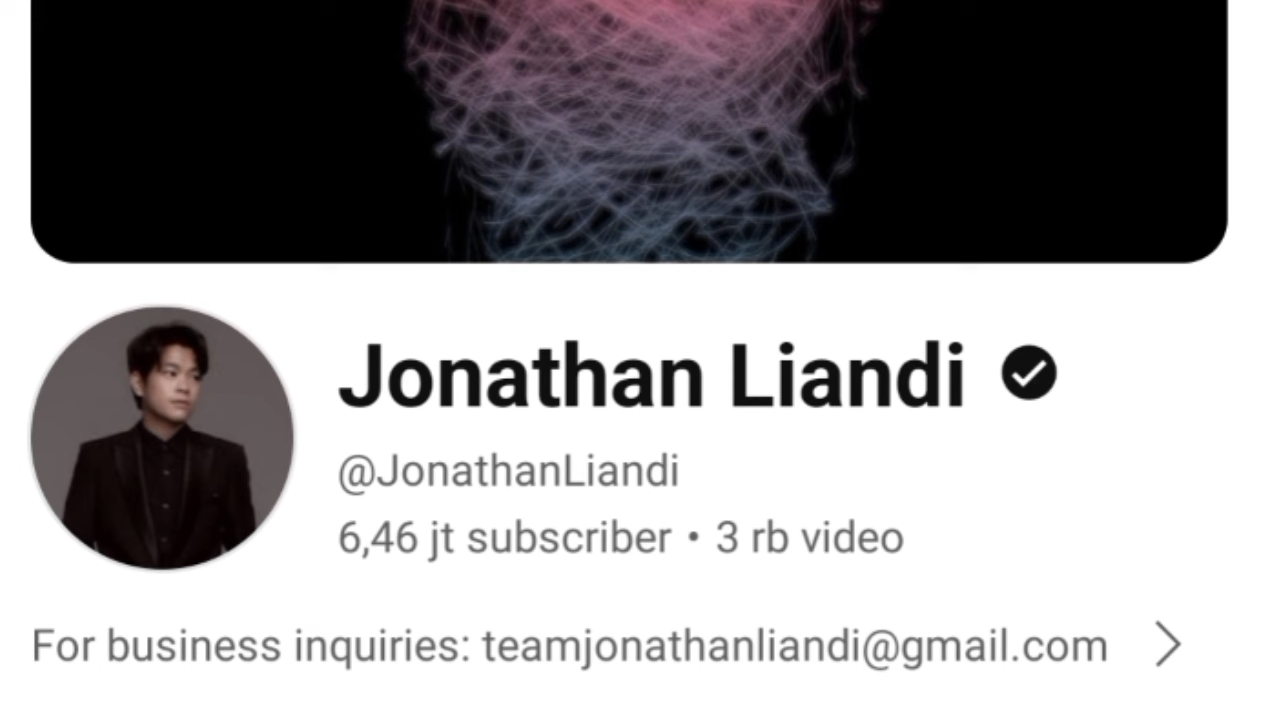 Jonathan Liandi
@JonathanLiandi
6,46 jt subscriber • 3 rb video
For business inquiries: teamjonathanliandi@gmail.com